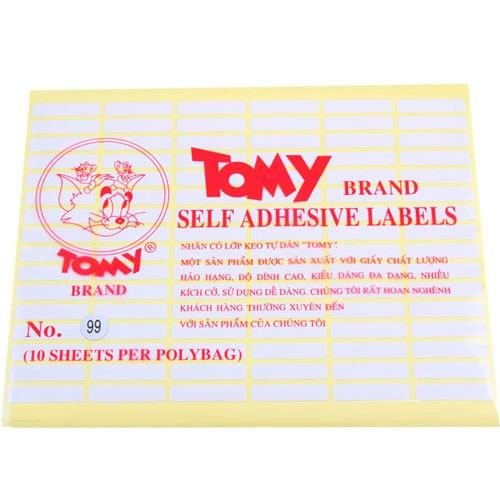 TOMY BRAND
SELF ADHESIVE LABELS
NHÃN CÓ LỚP KEO TỰ DÁN "TOMY":
MỘT SẢN PHẨM ĐƯỢC SẢN XUẤT VỚI GIẤY CHẤT LƯỢNG
HẢO HẠNG, ĐỘ DÍNH CAO, KIỂU DÁNG ĐA DẠNG, NHIỀU
KÍCH CỠ, SỬ DỤNG DỄ DÀNG. CHÚNG TÔI RẤT HOAN NGHÊNH
KHÁCH HÀNG THƯỜNG XUYÊN ĐẾN
VỚI SẢN PHẨM CỦA CHÚNG TÔI
TOMY®
BRAND
No. 99
(10 SHEETS PER POLYBAG)